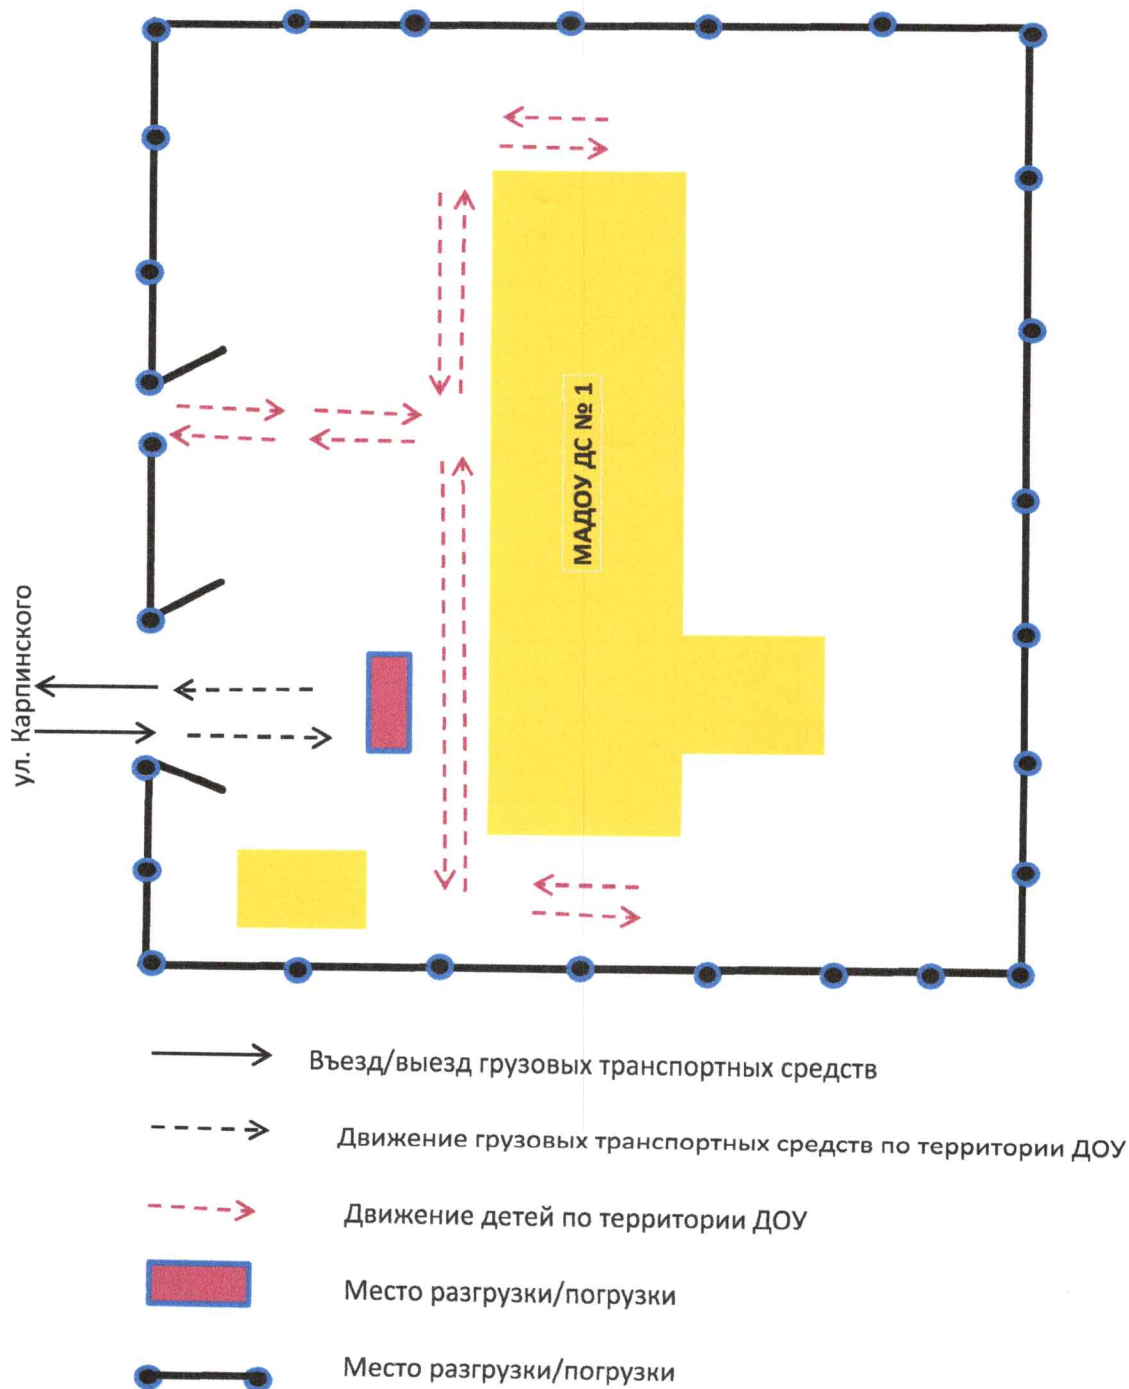 МАДОУ ДС № 1
ул. Карпинского
Въезд/выезд грузовых транспортных средств
Движение грузовых транспортных средств по территории ДОУ
Движение детей по территории ДОУ
Место разгрузки/погрузки
Место разгрузки/погрузки